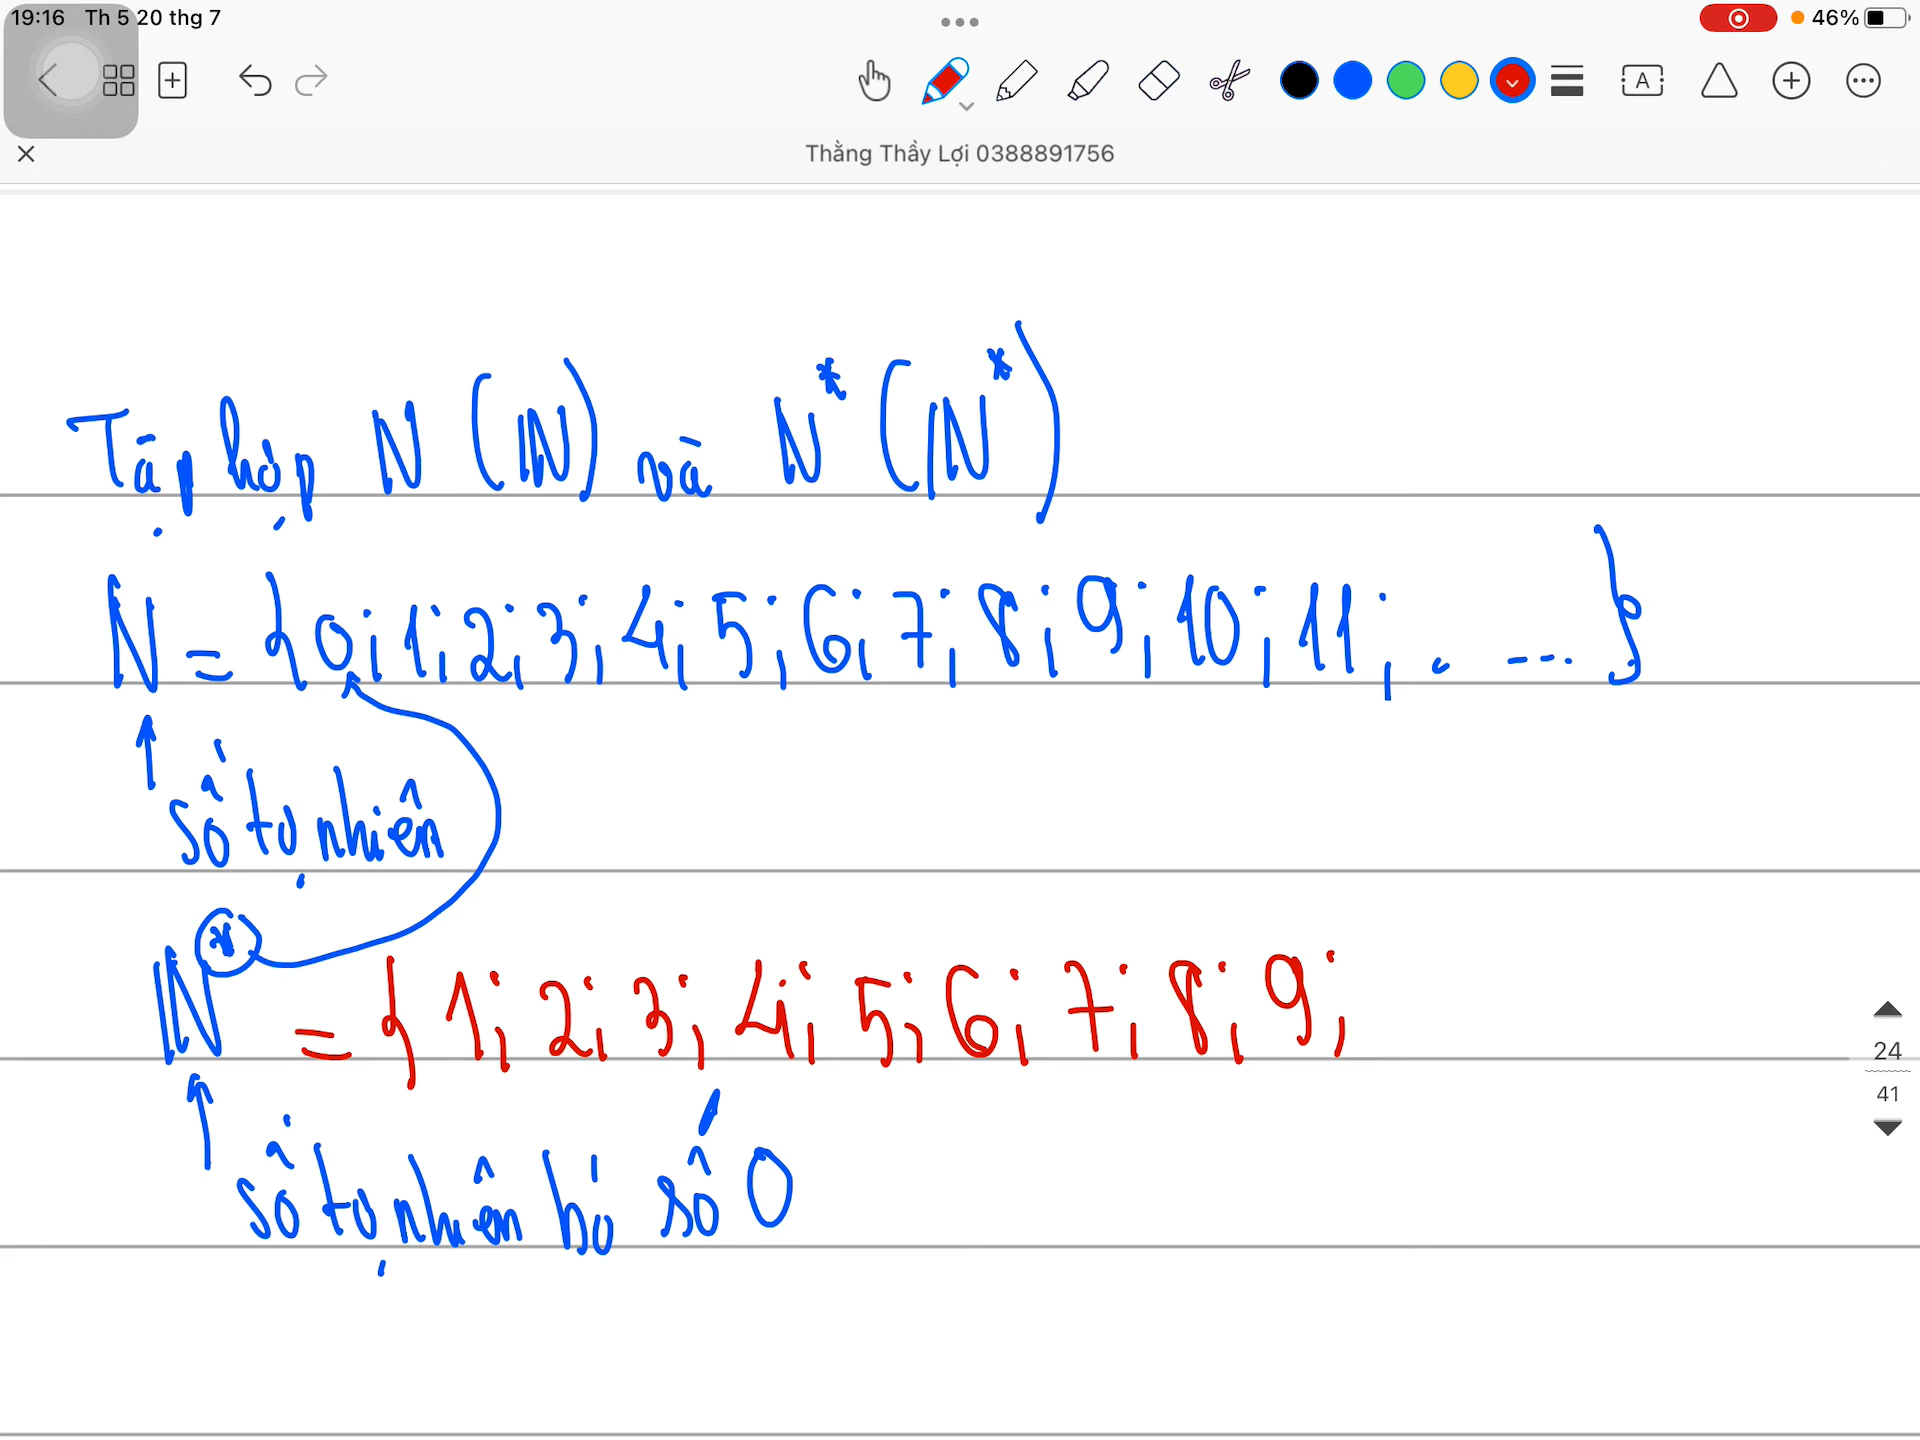 19:16 Th 5 20 thg 7 46%
A
Thằng Thầy Lợi 0388891756
Tập hợp N (ℕ) và N* (ℕ*)
N = { 0; 1; 2; 3; 4; 5; 6; 7; 8; 9; 10; 11; ..... }
số tự nhiên
ℕ* = { 1; 2; 3; 4; 5; 6; 7; 8; 9;
24
41
số tự nhiên bỏ số 0